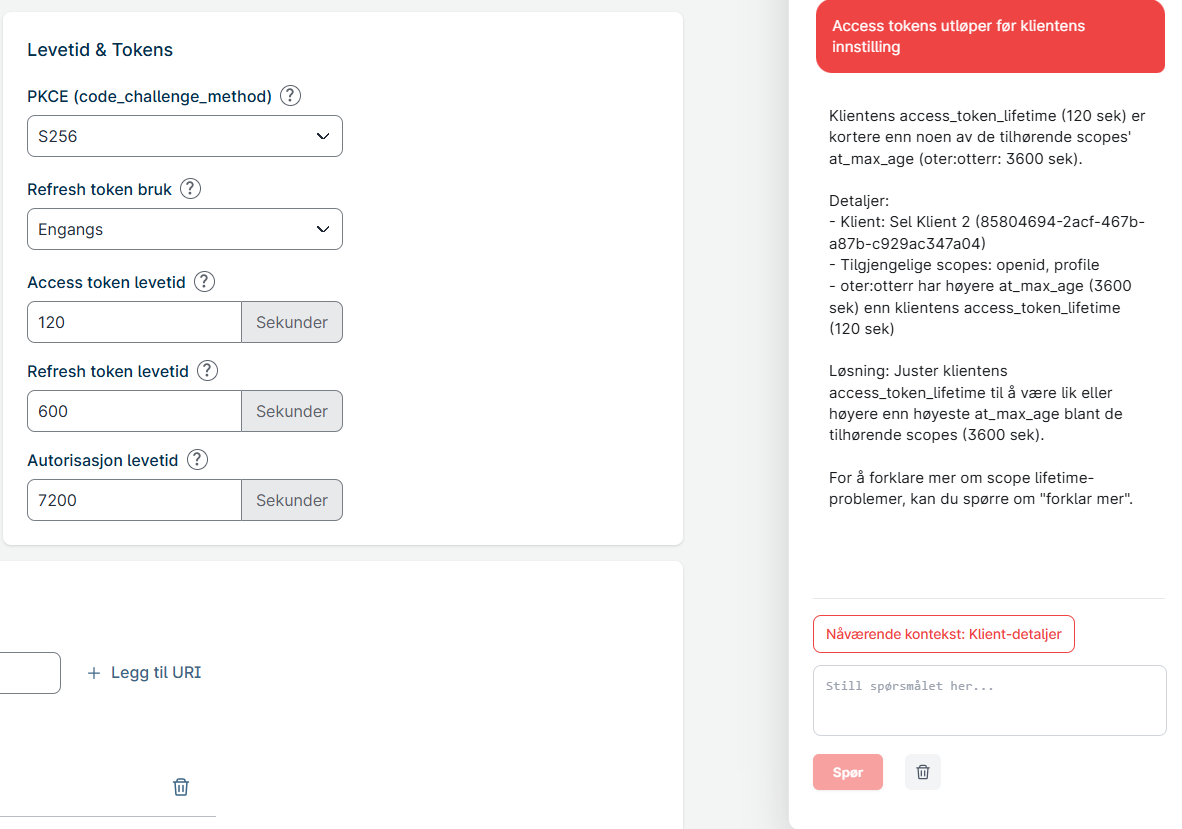 Levetid & Tokens
PKCE (code_challenge_method) ?
S256
Refresh token bruk ?
Engangs
Access token levetid ?
120 Sekunder
Refresh token levetid ?
600 Sekunder
Autorisasjon levetid ?
7200 Sekunder
+ Legg til URI
Access tokens utløper før klientens
innstilling
Klientens access_token_lifetime (120 sek) er
kortere enn noen av de tilhørende scopes'
at_max_age (oter:otterr: 3600 sek).
Detaljer:
- Klient: Sel Klient 2 (85804694-2acf-467b-
a87b-c929ac347a04)
- Tilgjengelige scopes: openid, profile
- oter:otterr har høyere at_max_age (3600
sek) enn klientens access_token_lifetime
(120 sek)
Løsning: Juster klientens
access_token_lifetime til å være lik eller
høyere enn høyeste at_max_age blant de
tilhørende scopes (3600 sek).
For å forklare mer om scope lifetime-
problemer, kan du spørre om "forklar mer".
Nåværende kontekst: Klient-detaljer
Still spørsmålet her...
Spør